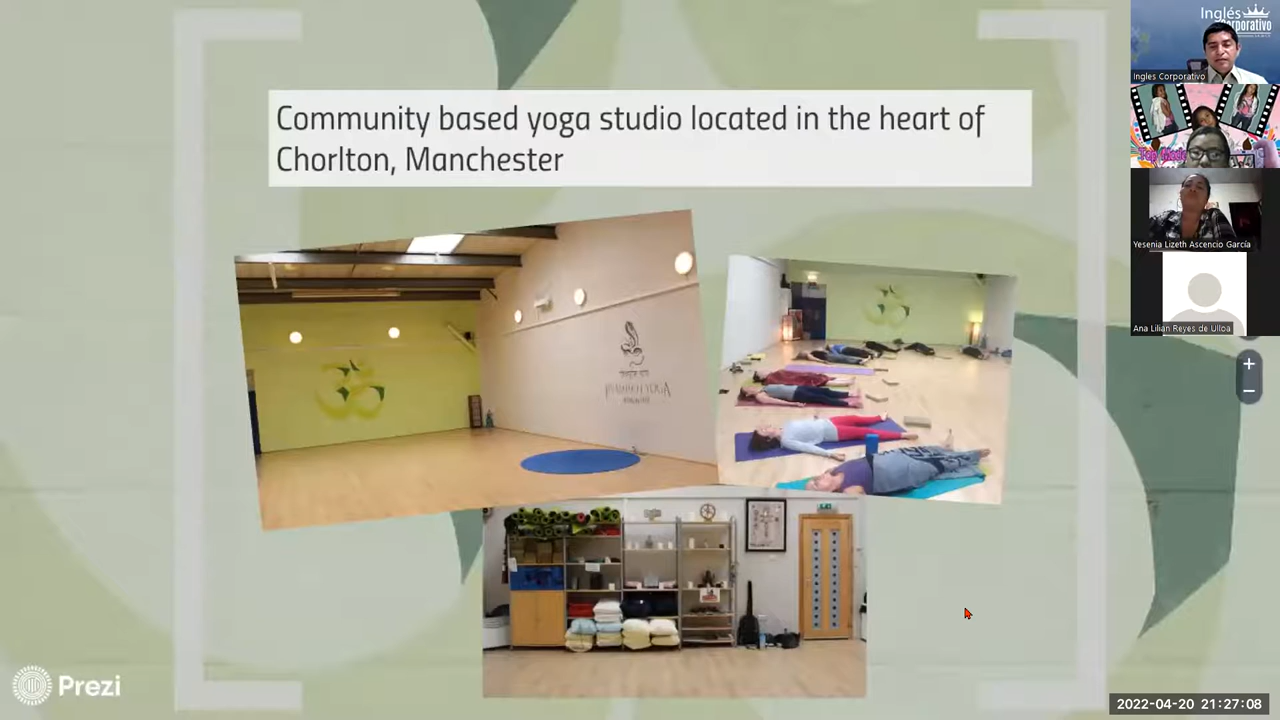 Community based yoga studio located in the heart of
Chorlton, Manchester
Prezi
Inglés
Corporativo
Ingles Corporativo
Yesenia Lizeth Ascencio García
Ana Lilian Reyes de Ulloa
2022-04-20 21:27:08